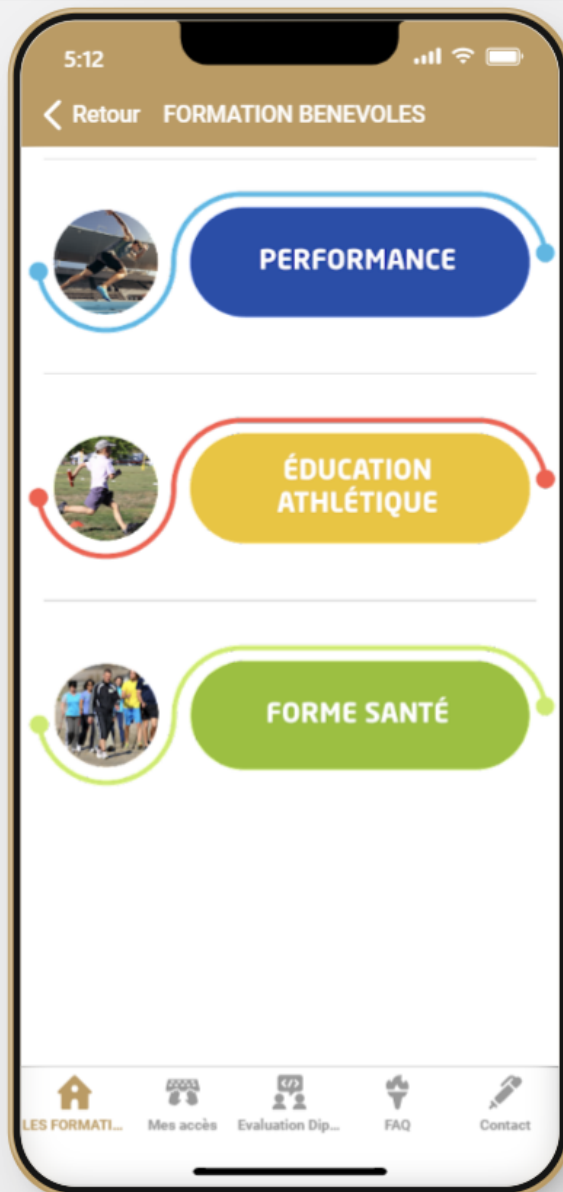 5:12
Retour FORMATION BENEVOLES
PERFORMANCE
ÉDUCATION
ATHLÉTIQUE
FORME SANTÉ
LES FORMATI... Mes accès Evaluation Dip... FAQ Contact